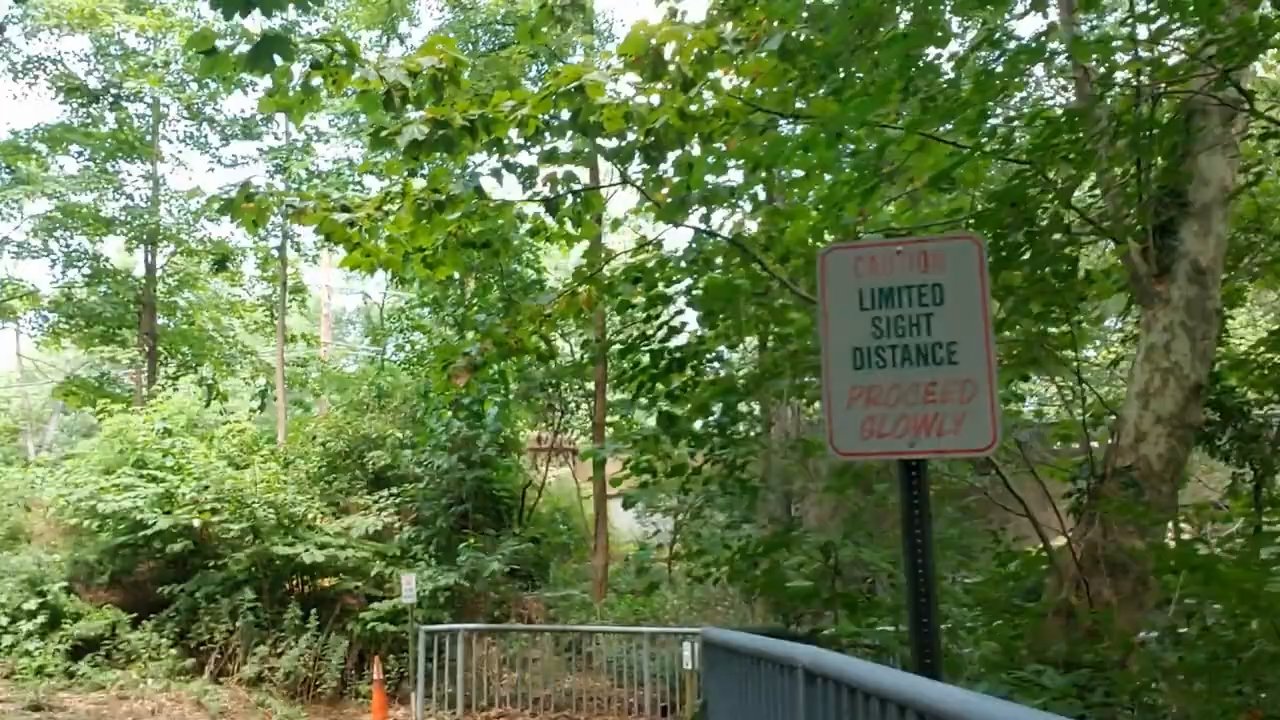 CAUTION
LIMITED
SIGHT
DISTANCE
PROCEED
SLOWLY